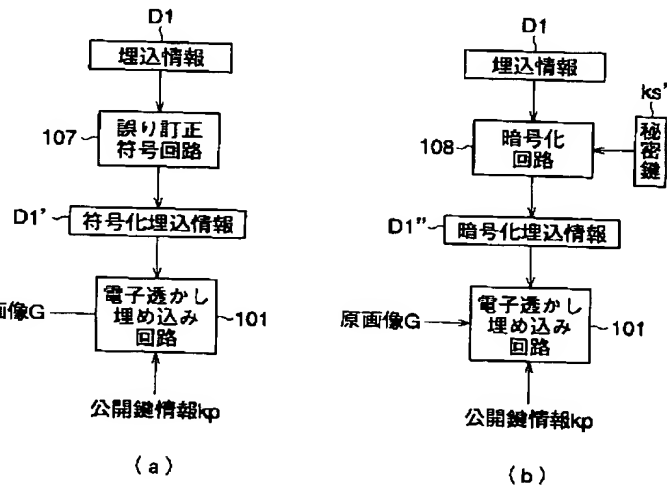 D1
埋込情報
107
誤り訂正
符号回路
D1'
符号化埋込情報
画像G
電子透かし
埋め込み
回路
101
公開鍵情報kp
(a)
D1
埋込情報
ks'
秘密鍵
108
暗号化
回路
D1"
暗号化埋込情報
原画像G
電子透かし
埋め込み
回路
101
公開鍵情報kp
(b)